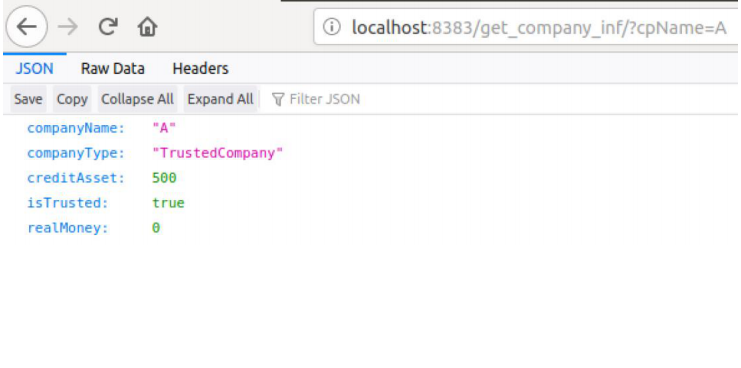 localhost:8383/get_company_inf/?cpName=A
JSON Raw Data Headers
Save Copy Collapse All Expand All Filter JSON
companyName: "A"
companyType: "TrustedCompany"
creditAsset: 500
isTrusted: true
realMoney: 0